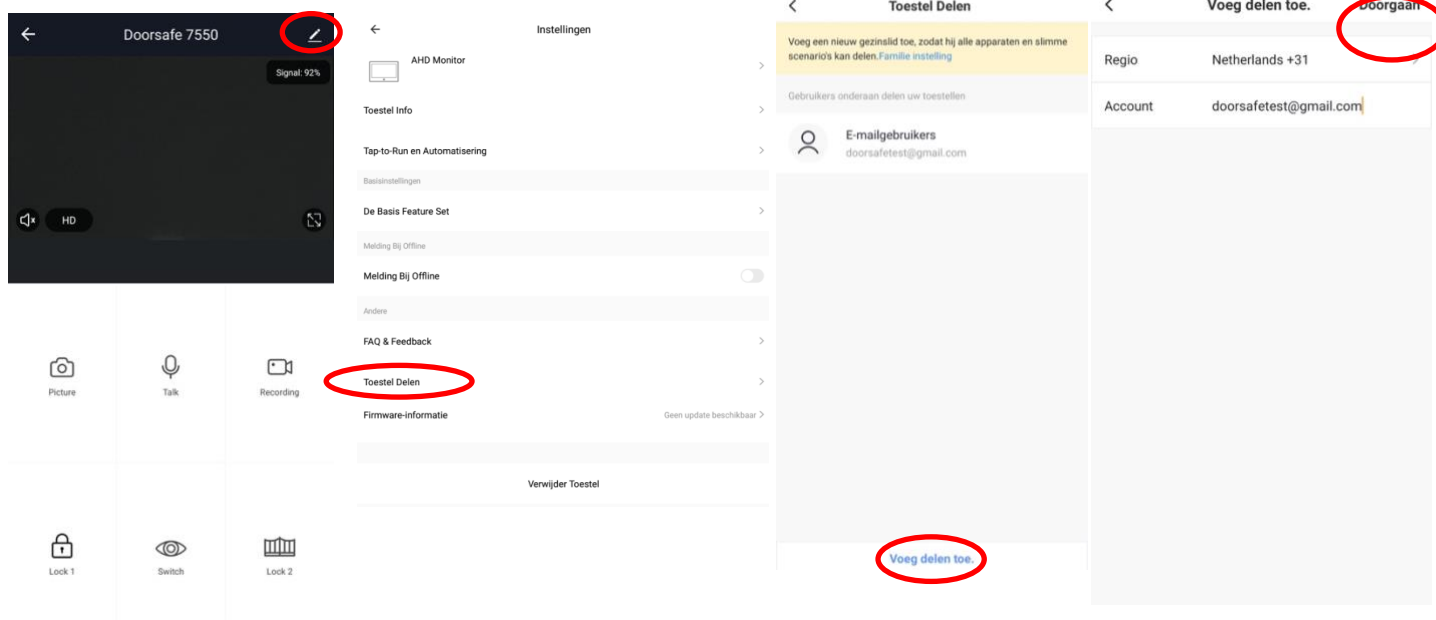 Doorsafe 7550
Signal: 92%
HD
Picture
Talk
Recording
Lock 1
Switch
Lock 2
Instellingen
AHD Monitor
Toestel Info
Tap-to-Run en Automatisering
Basisinstellingen
De Basis Feature Set
Melding Bij Offline
Melding Bij Offline
Andere
FAQ & Feedback
Toestel Delen
Firmware-informatie Geen update beschikbaar
Verwijder Toestel
Toestel Delen
Voeg een nieuw gezinslid toe, zodat hij alle apparaten en slimme
scenario's kan delen.Familie instelling
Gebruikers onderaan delen uw toestellen
E-mailgebruikers
doorsafetest@gmail.com
Voeg delen toe.
Voeg delen toe. Doorgaan
Regio Netherlands +31
Account doorsafetest@gmail.com